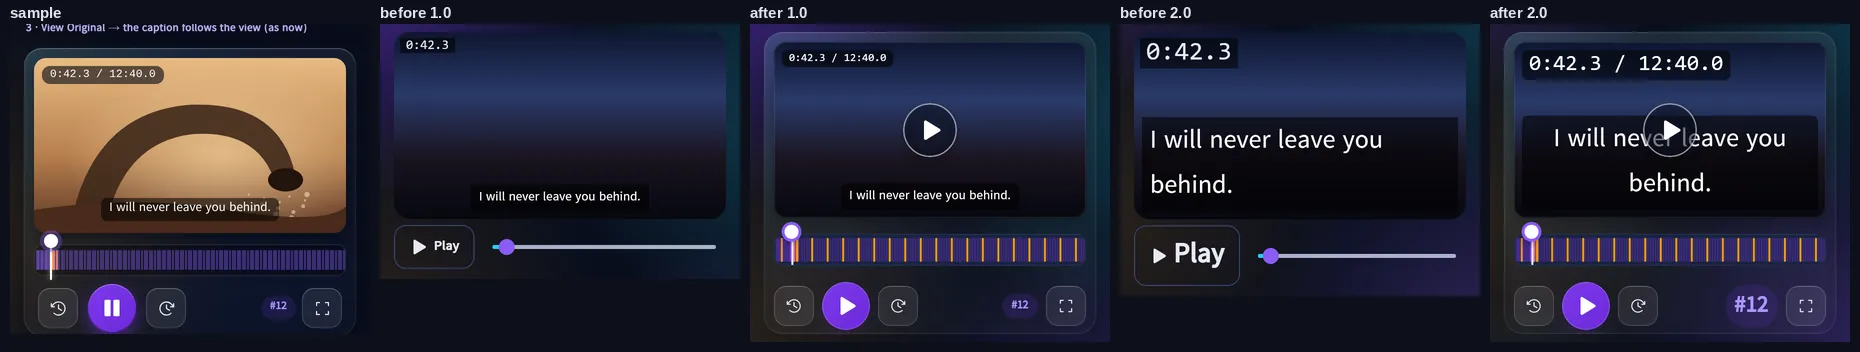 sample
3 · View Original → the caption follows the view (as now)
0:42.3 / 12:40.0
I will never leave you behind.
#12
before 1.0
0:42.3
I will never leave you behind.
Play
after 1.0
0:42.3 / 12:40.0
I will never leave you behind.
#12
before 2.0
0:42.3
I will never leave you
behind.
Play
after 2.0
0:42.3 / 12:40.0
I will never leave you
behind.
#12